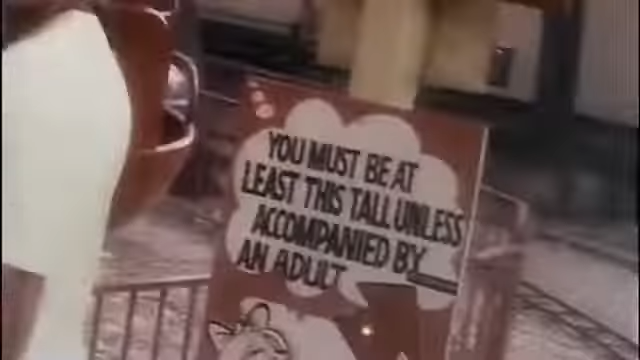 YOU MUST BE AT
LEAST THIS TALL UNLESS
ACCOMPANIED BY
AN ADULT